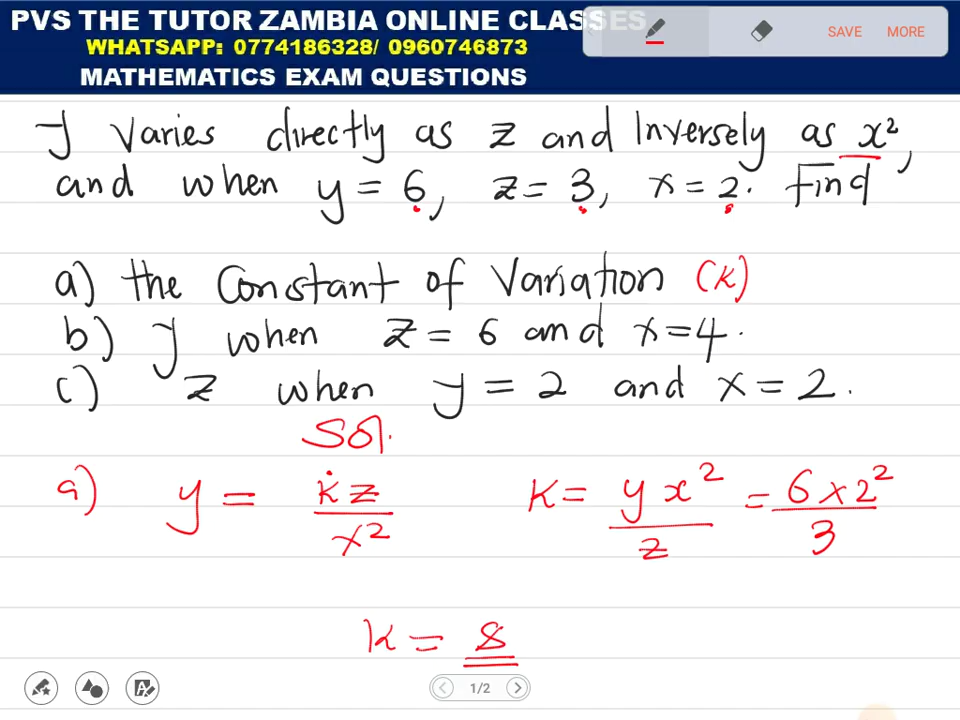 PVS THE TUTOR ZAMBIA ONLINE CLASSES
WHATSAPP: 0774186328/ 0960746873
MATHEMATICS EXAM QUESTIONS
SAVE MORE
y varies directly as z and Inversely as x²,
and when y = 6, z = 3, x = 2. Find
a) the Constant of Variation (k)
b) y when z = 6 and x = 4.
c) z when y = 2 and x = 2.
Sol.
a) y = kz/x² K = yx²/z = 6×2²/3
k = 8
1/2